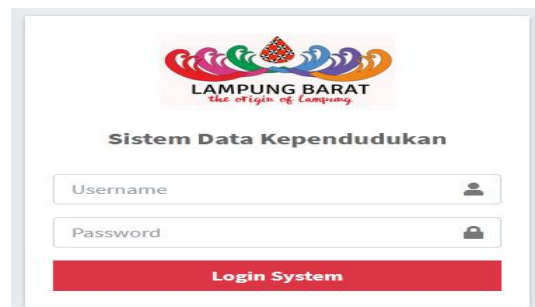 LAMPUNG BARAT
the origin of Lampung
Sistem Data Kependudukan
Username
Password
Login System